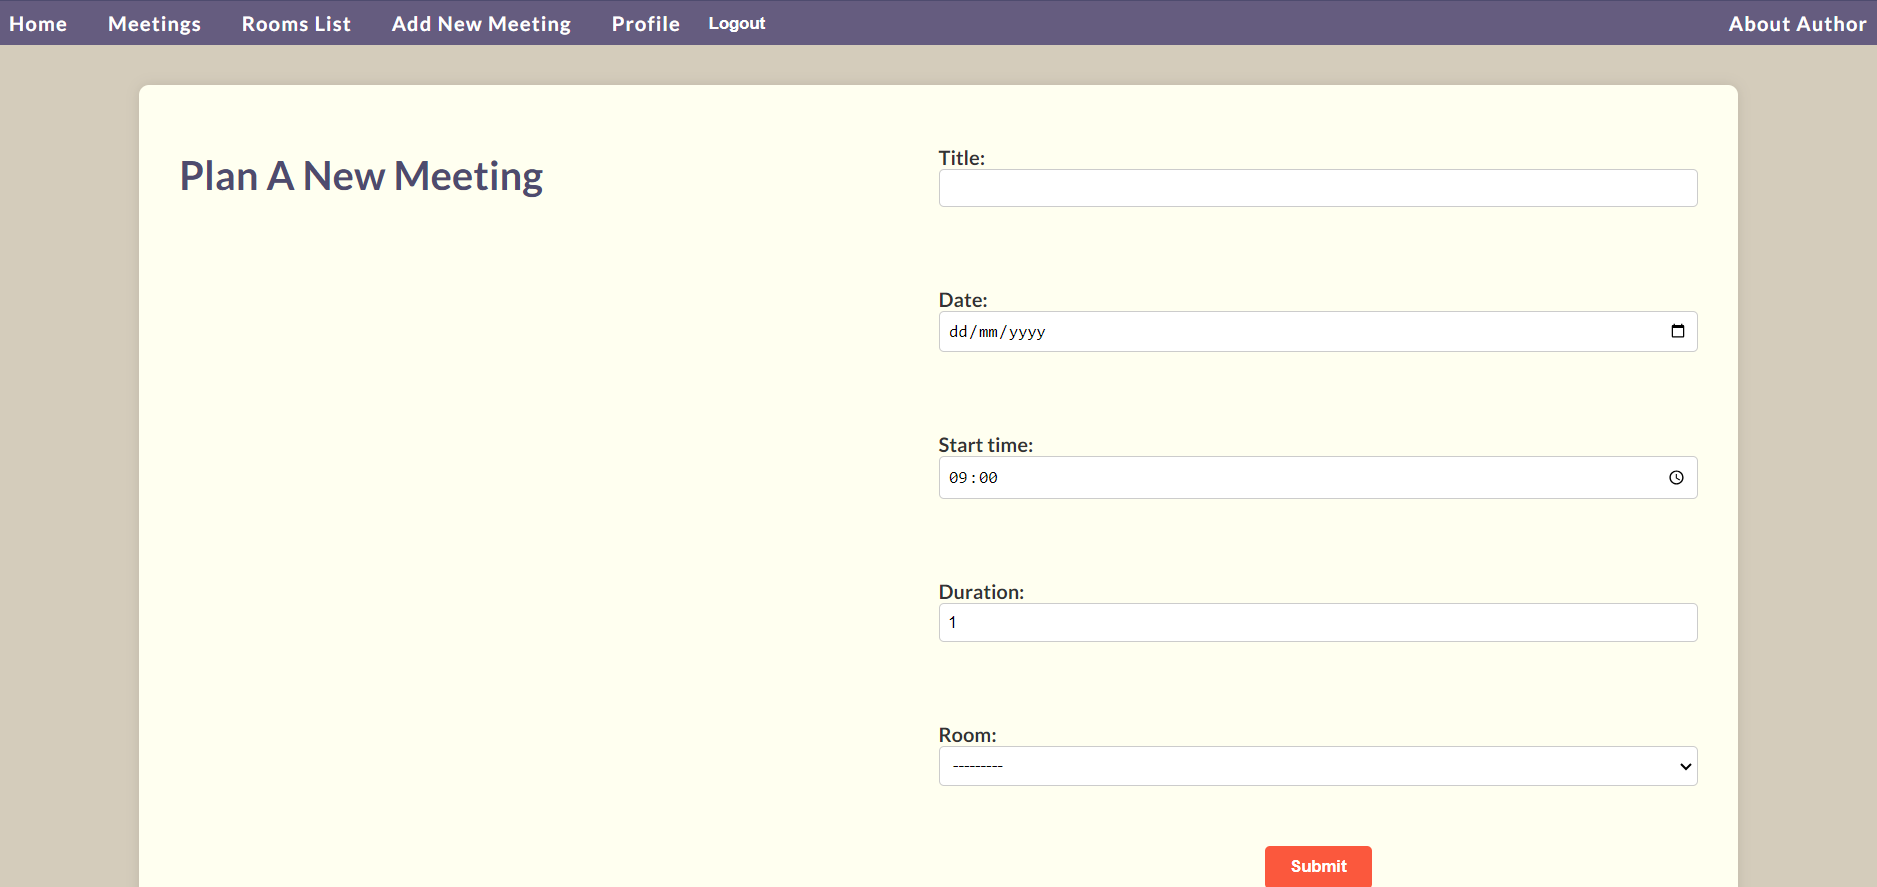 Home Meetings Rooms List Add New Meeting Profile Logout About Author
Plan A New Meeting
Title:
Date:
dd/mm/yyyy
Start time:
09:00
Duration:
1
Room:
---------
Submit